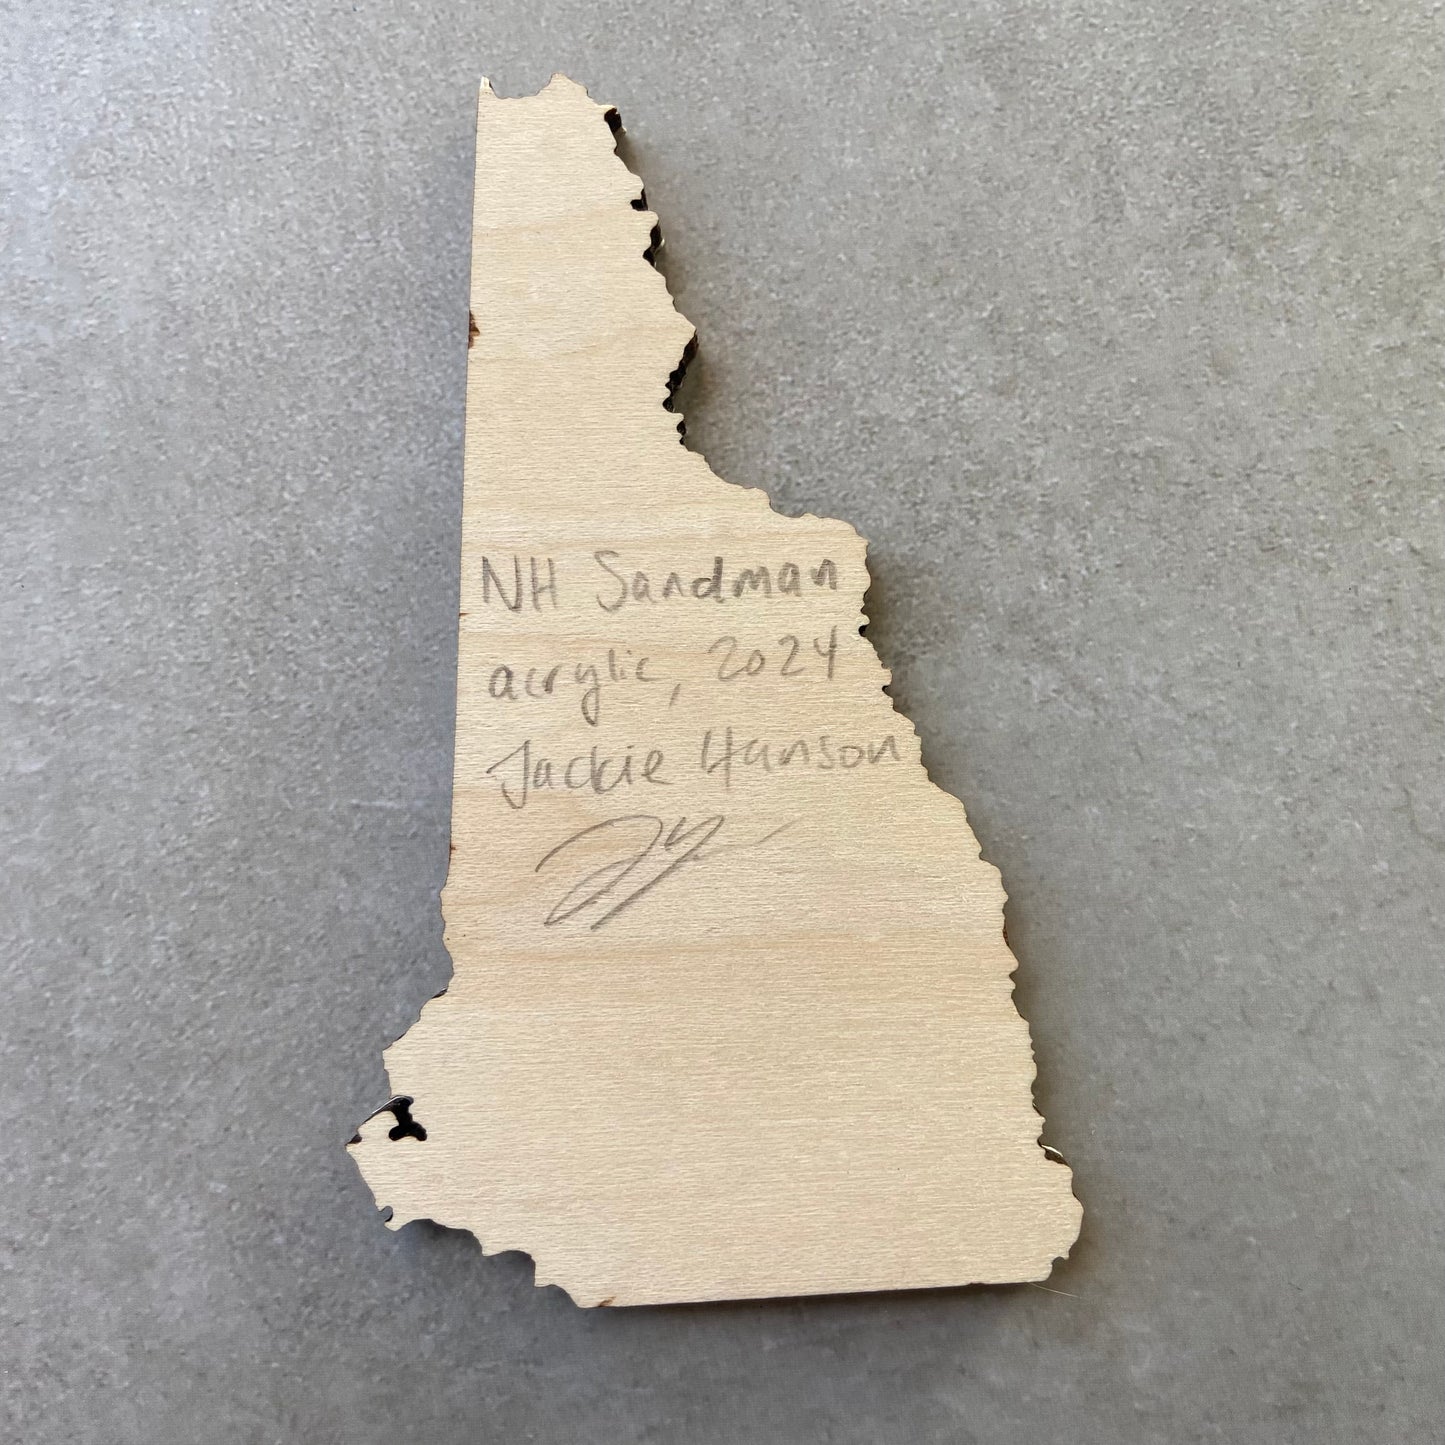 NH Sandman
acrylic, 2024
Jackie Hanson